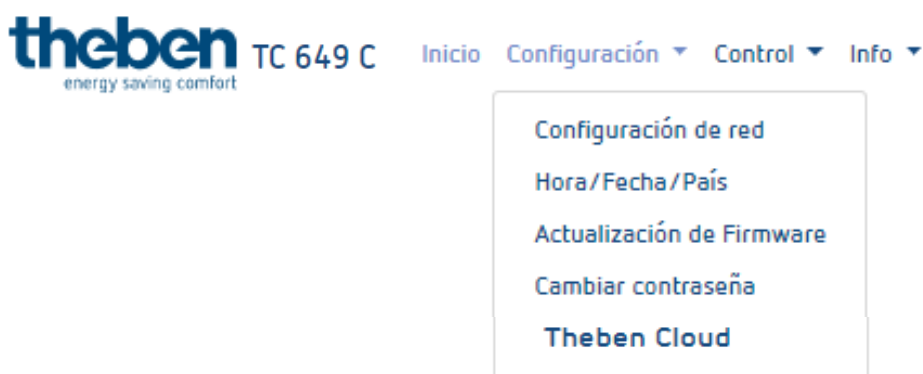 theben TC 649 C Inicio Configuración Control Info
energy saving comfort
Configuración de red
Hora/Fecha/País
Actualización de Firmware
Cambiar contraseña
Theben Cloud